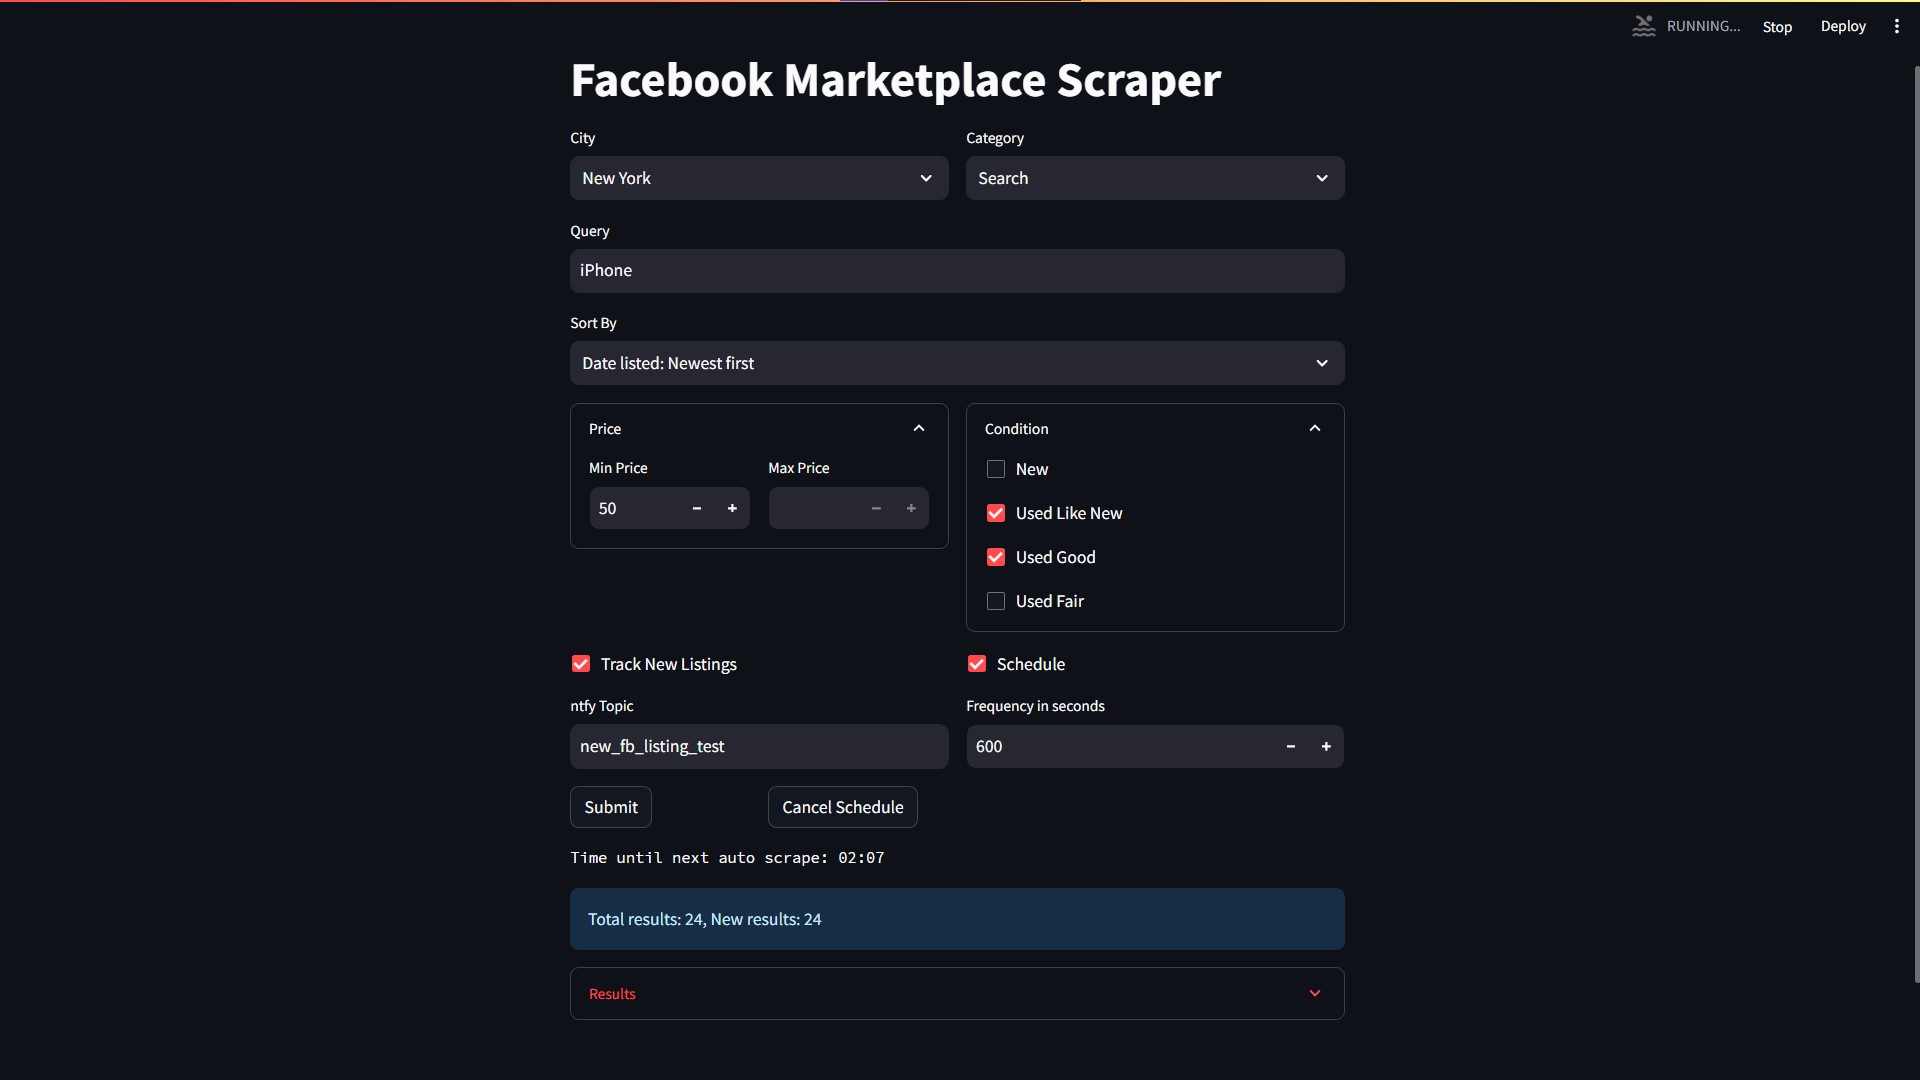 RUNNING...
Stop
Deploy
Facebook Marketplace Scraper
City
Category
New York
Search
Query
iPhone
Sort By
Date listed: Newest first
Price
Condition
Min Price
Max Price
New
50
Used Like New
Used Good
Used Fair
Track New Listings
Schedule
ntfy Topic
Frequency in seconds
new_fb_listing_test
600
Submit
Cancel Schedule
Time until next auto scrape: 02:07
Total results: 24, New results: 24
Results